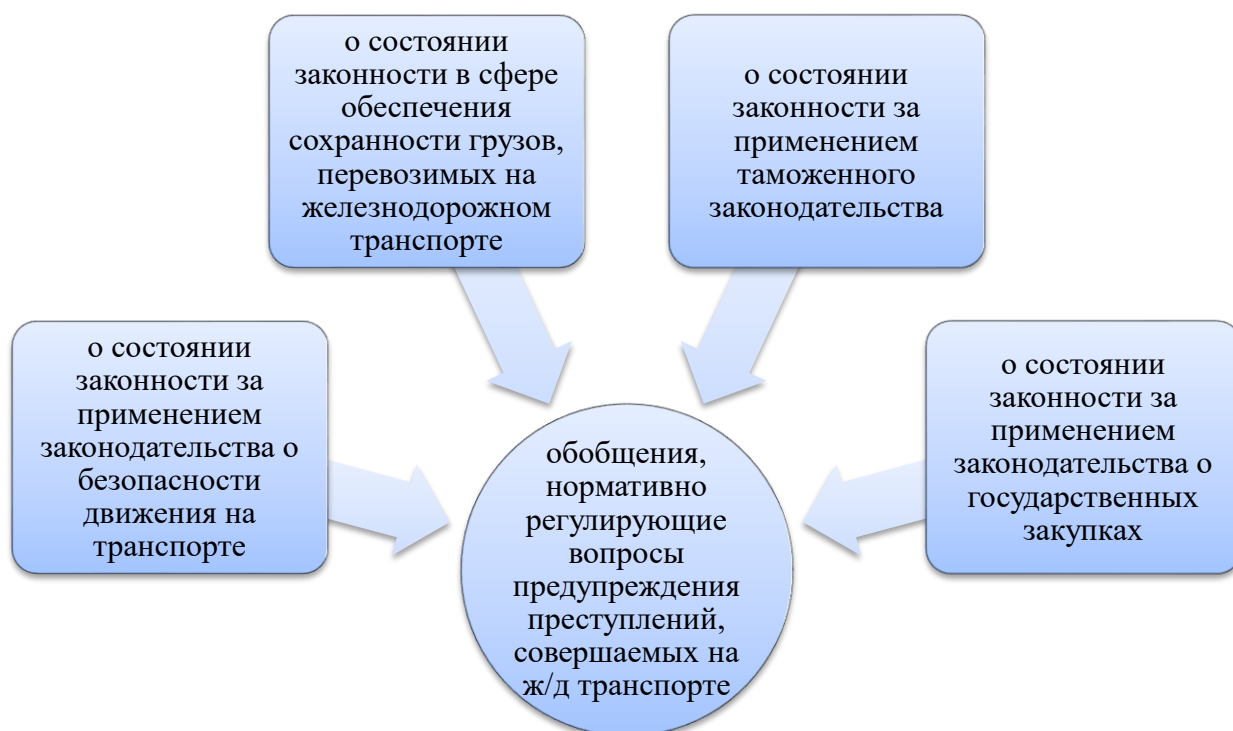 о состоянии
законности в сфере
обеспечения
сохранности грузов,
перевозимых на
железнодорожном
транспорте
о состоянии
законности за
применением
таможенного
законодательства
о состоянии
законности за
применением
законодательства о
безопасности
движения на
транспорте
о состоянии
законности за
применением
законодательства о
государственных
закупках
обобщения,
нормативно
регулирующие
вопросы
предупреждения
преступлений,
совершаемых на
ж/д транспорте